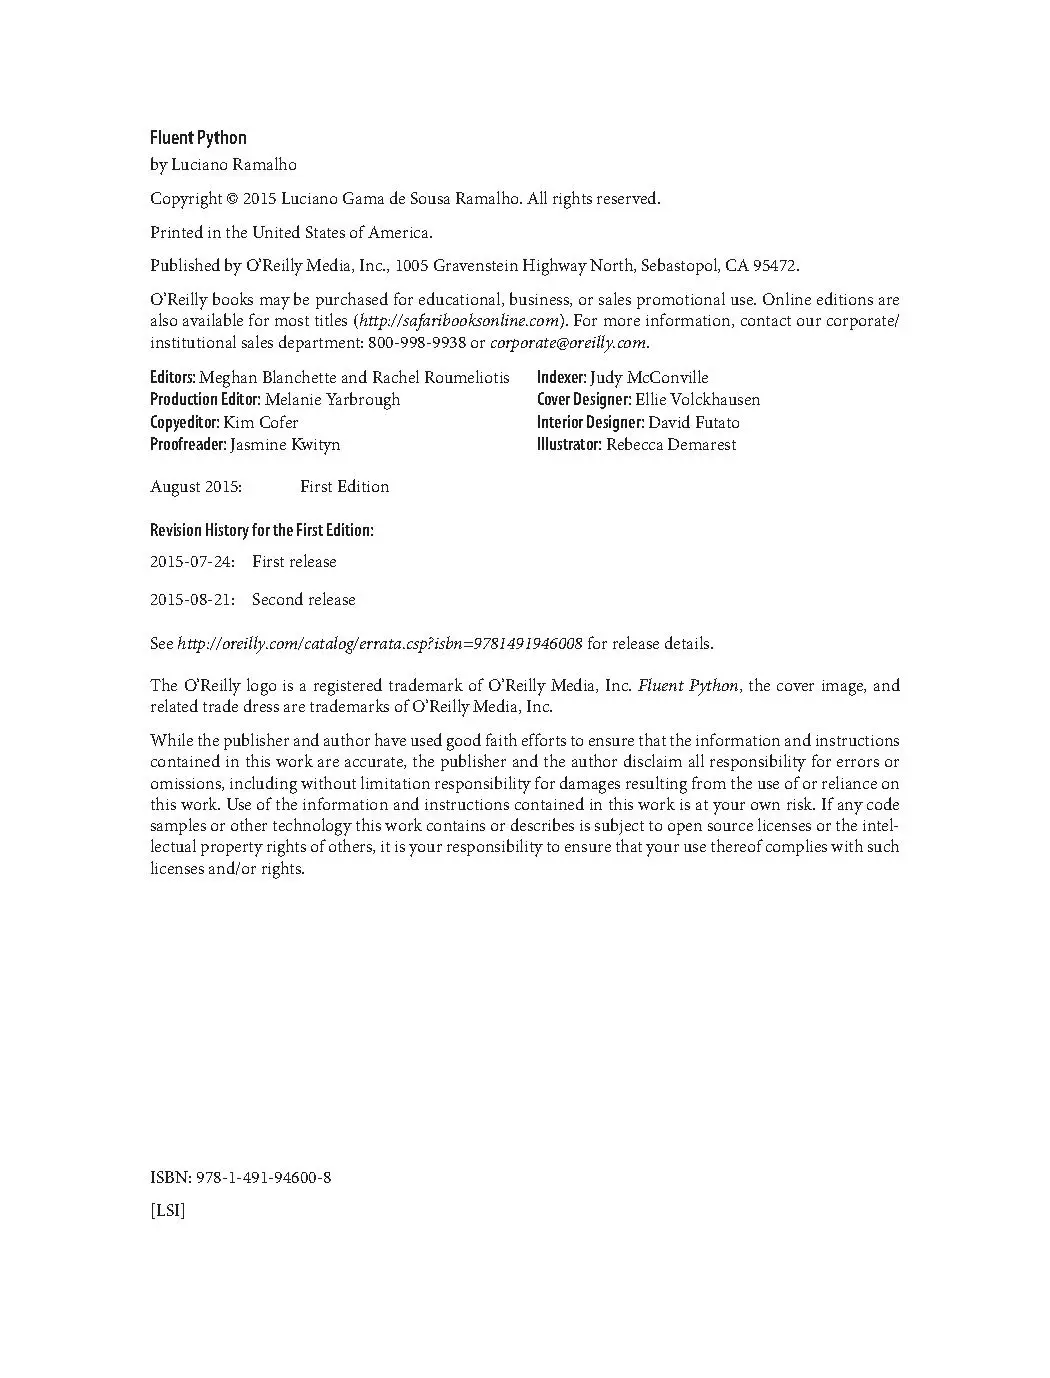 Fluent Python
by Luciano Ramalho
Copyright © 2015 Luciano Gama de Sousa Ramalho. All rights reserved.
Printed in the United States of America.
Published by O’Reilly Media, Inc., 1005 Gravenstein Highway North, Sebastopol, CA 95472.
O’Reilly books may be purchased for educational, business, or sales promotional use. Online editions are
also available for most titles (http://safaribooksonline.com). For more information, contact our corporate/
institutional sales department: 800-998-9938 or corporate@oreilly.com.
Editors: Meghan Blanchette and Rachel Roumeliotis
Production Editor: Melanie Yarbrough
Copyeditor: Kim Cofer
Proofreader: Jasmine Kwityn
Indexer: Judy McConville
Cover Designer: Ellie Volckhausen
Interior Designer: David Futato
Illustrator: Rebecca Demarest
August 2015: First Edition
Revision History for the First Edition:
2015-07-24: First release
2015-08-21: Second release
See http://oreilly.com/catalog/errata.csp?isbn=9781491946008 for release details.
The O’Reilly logo is a registered trademark of O’Reilly Media, Inc. Fluent Python, the cover image, and
related trade dress are trademarks of O’Reilly Media, Inc.
While the publisher and author have used good faith efforts to ensure that the information and instructions
contained in this work are accurate, the publisher and the author disclaim all responsibility for errors or
omissions, including without limitation responsibility for damages resulting from the use of or reliance on
this work. Use of the information and instructions contained in this work is at your own risk. If any code
samples or other technology this work contains or describes is subject to open source licenses or the intel-
lectual property rights of others, it is your responsibility to ensure that your use thereof complies with such
licenses and/or rights.
ISBN: 978-1-491-94600-8
[LSI]